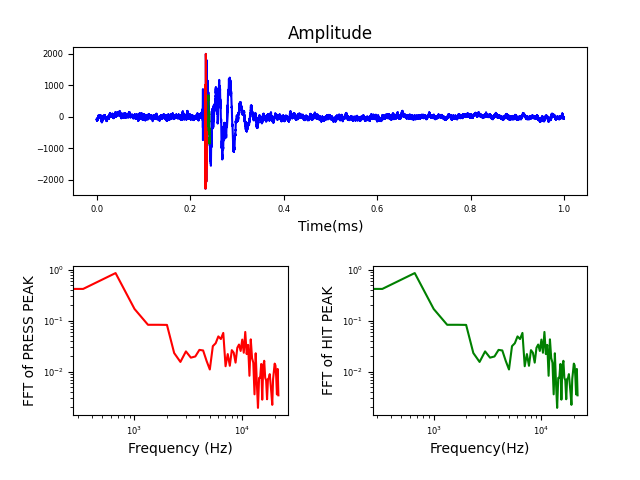 Amplitude
2000
1000
0
−1000
−2000
0.0 0.2 0.4 0.6 0.8 1.0
Time(ms)
FFT of PRESS PEAK
10⁰
10⁻¹
10⁻²
10³ 10⁴
Frequency (Hz)
FFT of HIT PEAK
10⁰
10⁻¹
10⁻²
10³ 10⁴
Frequency(Hz)